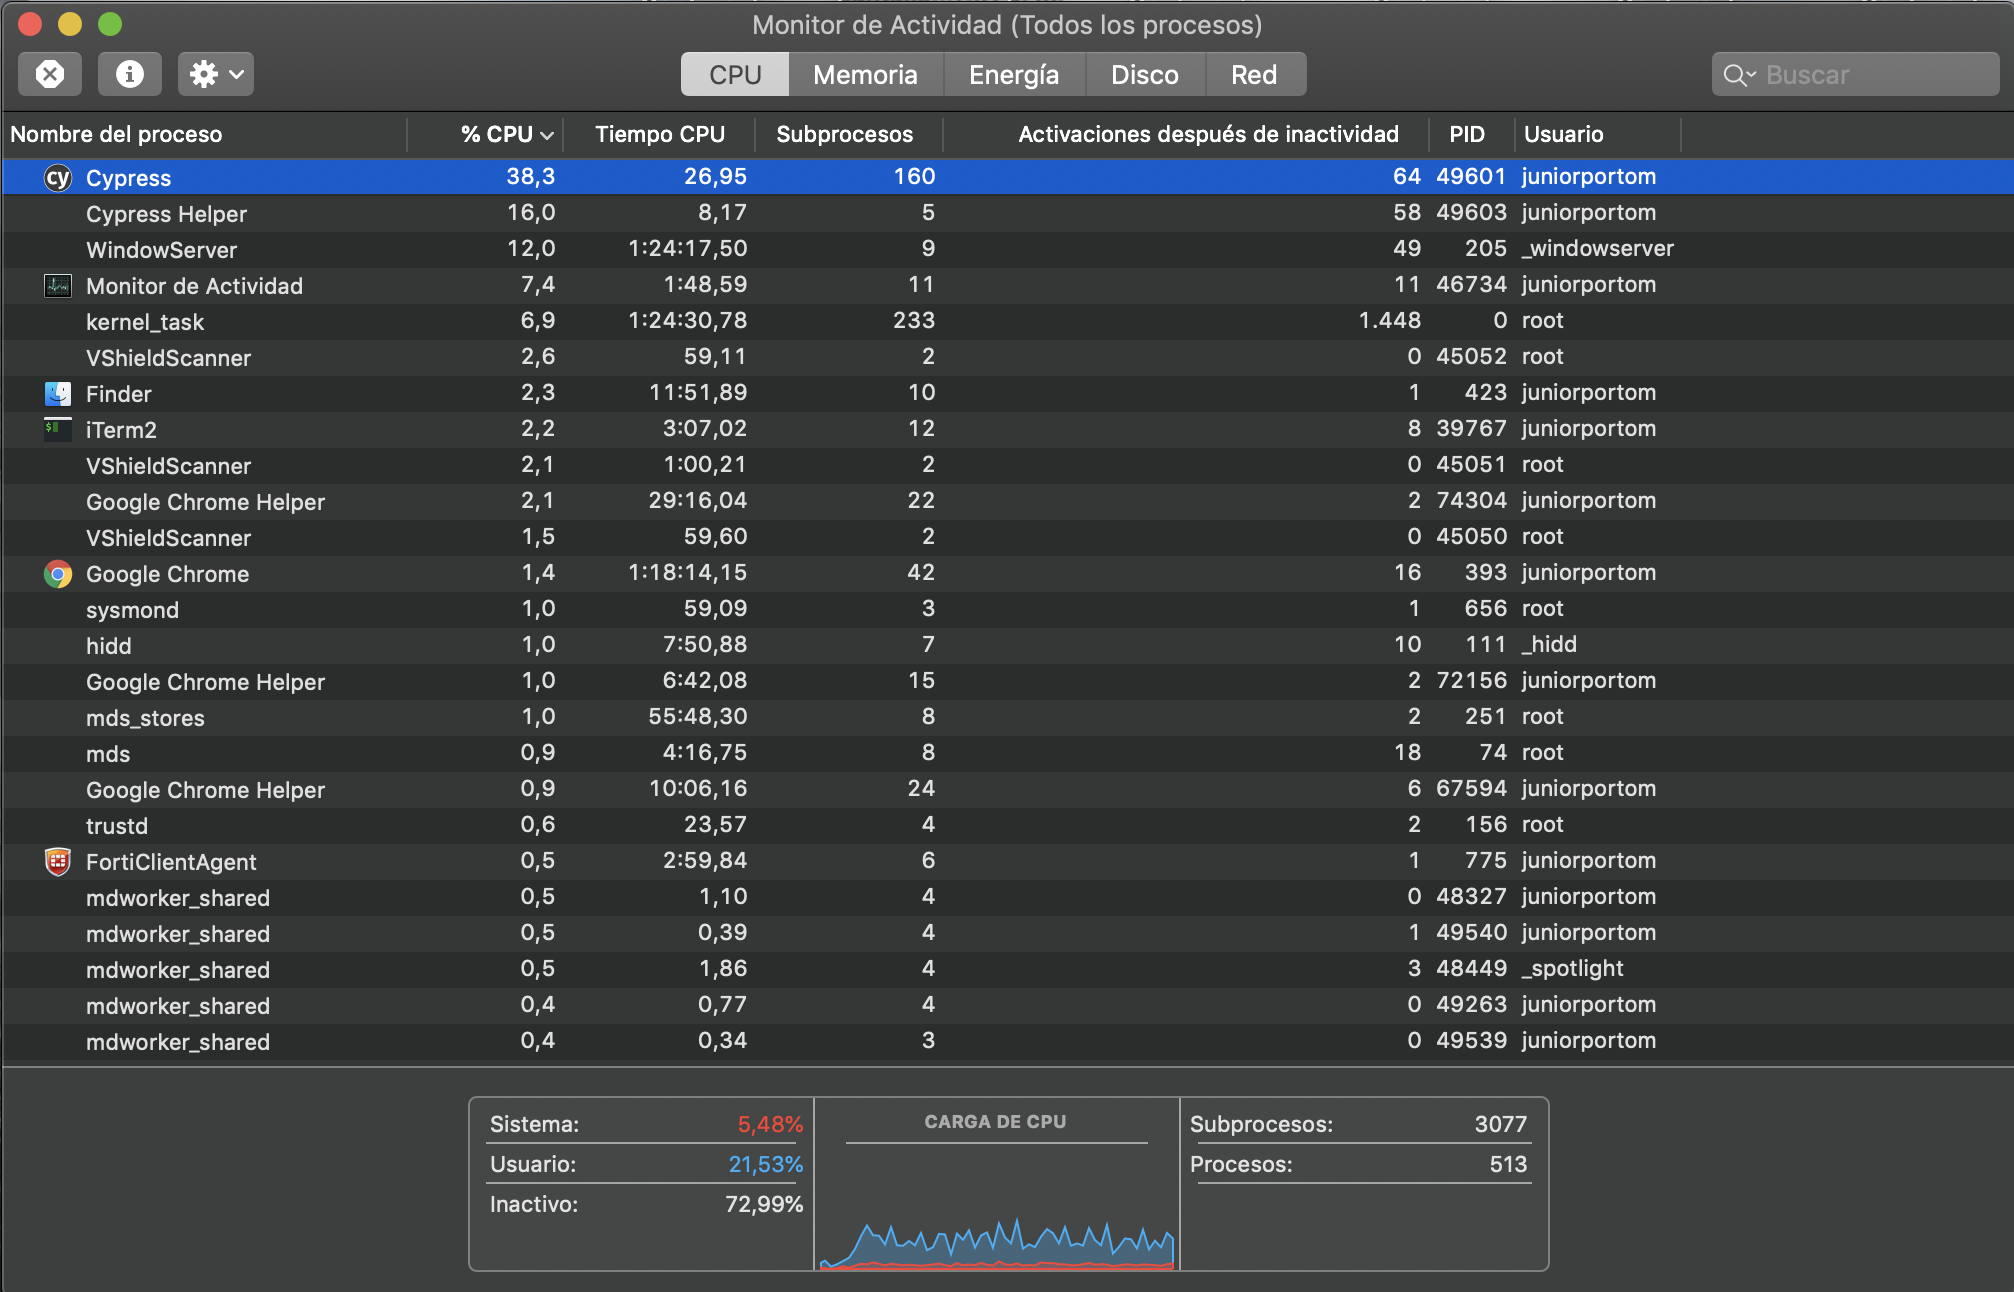 Monitor de Actividad (Todos los procesos)
CPU Memoria Energía Disco Red Buscar
Nombre del proceso % CPU Tiempo CPU Subprocesos Activaciones después de inactividad PID Usuario
cy Cypress 38,3 26,95 160 64 49601 juniorportom
Cypress Helper 16,0 8,17 5 58 49603 juniorportom
WindowServer 12,0 1:24:17,50 9 49 205 _windowserver
Monitor de Actividad 7,4 1:48,59 11 11 46734 juniorportom
kernel_task 6,9 1:24:30,78 233 1.448 0 root
VShieldScanner 2,6 59,11 2 0 45052 root
Finder 2,3 11:51,89 10 1 423 juniorportom
$ iTerm2 2,2 3:07,02 12 8 39767 juniorportom
VShieldScanner 2,1 1:00,21 2 0 45051 root
Google Chrome Helper 2,1 29:16,04 22 2 74304 juniorportom
VShieldScanner 1,5 59,60 2 0 45050 root
Google Chrome 1,4 1:18:14,15 42 16 393 juniorportom
sysmond 1,0 59,09 3 1 656 root
hidd 1,0 7:50,88 7 10 111 _hidd
Google Chrome Helper 1,0 6:42,08 15 2 72156 juniorportom
mds_stores 1,0 55:48,30 8 2 251 root
mds 0,9 4:16,75 8 18 74 root
Google Chrome Helper 0,9 10:06,16 24 6 67594 juniorportom
trustd 0,6 23,57 4 2 156 root
FortiClientAgent 0,5 2:59,84 6 1 775 juniorportom
mdworker_shared 0,5 1,10 4 0 48327 juniorportom
mdworker_shared 0,5 0,39 4 1 49540 juniorportom
mdworker_shared 0,5 1,86 4 3 48449 _spotlight
mdworker_shared 0,4 0,77 4 0 49263 juniorportom
mdworker_shared 0,4 0,34 3 0 49539 juniorportom
Sistema: 5,48%
Usuario: 21,53%
Inactivo: 72,99%
CARGA DE CPU
Subprocesos: 3077
Procesos: 513